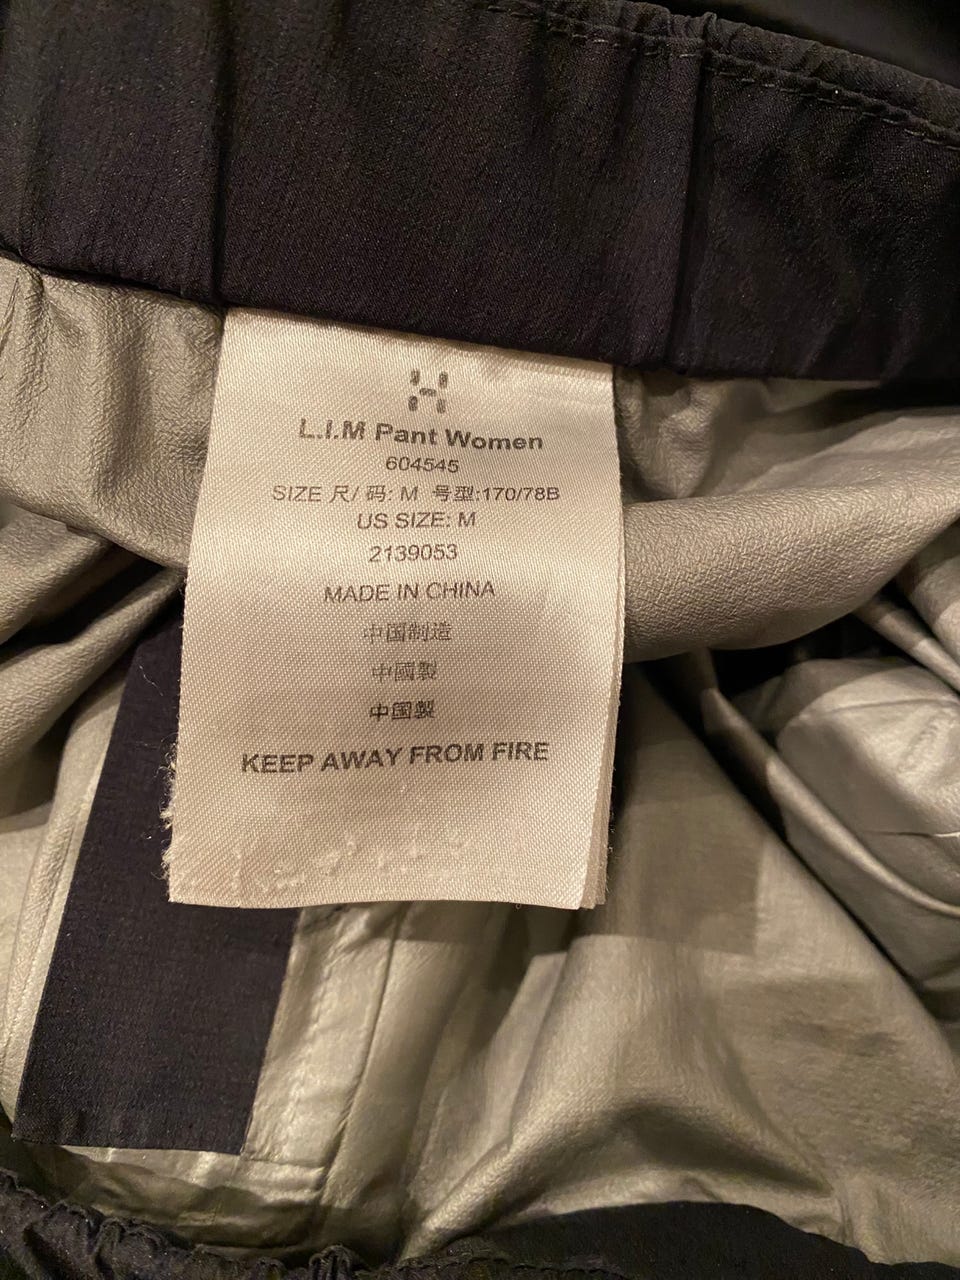 L.I.M Pant Women
604545
SIZE 尺/ 码: M 号型:170/78B
US SIZE: M
2139053
MADE IN CHINA
中国制造
中國製
中国製
KEEP AWAY FROM FIRE